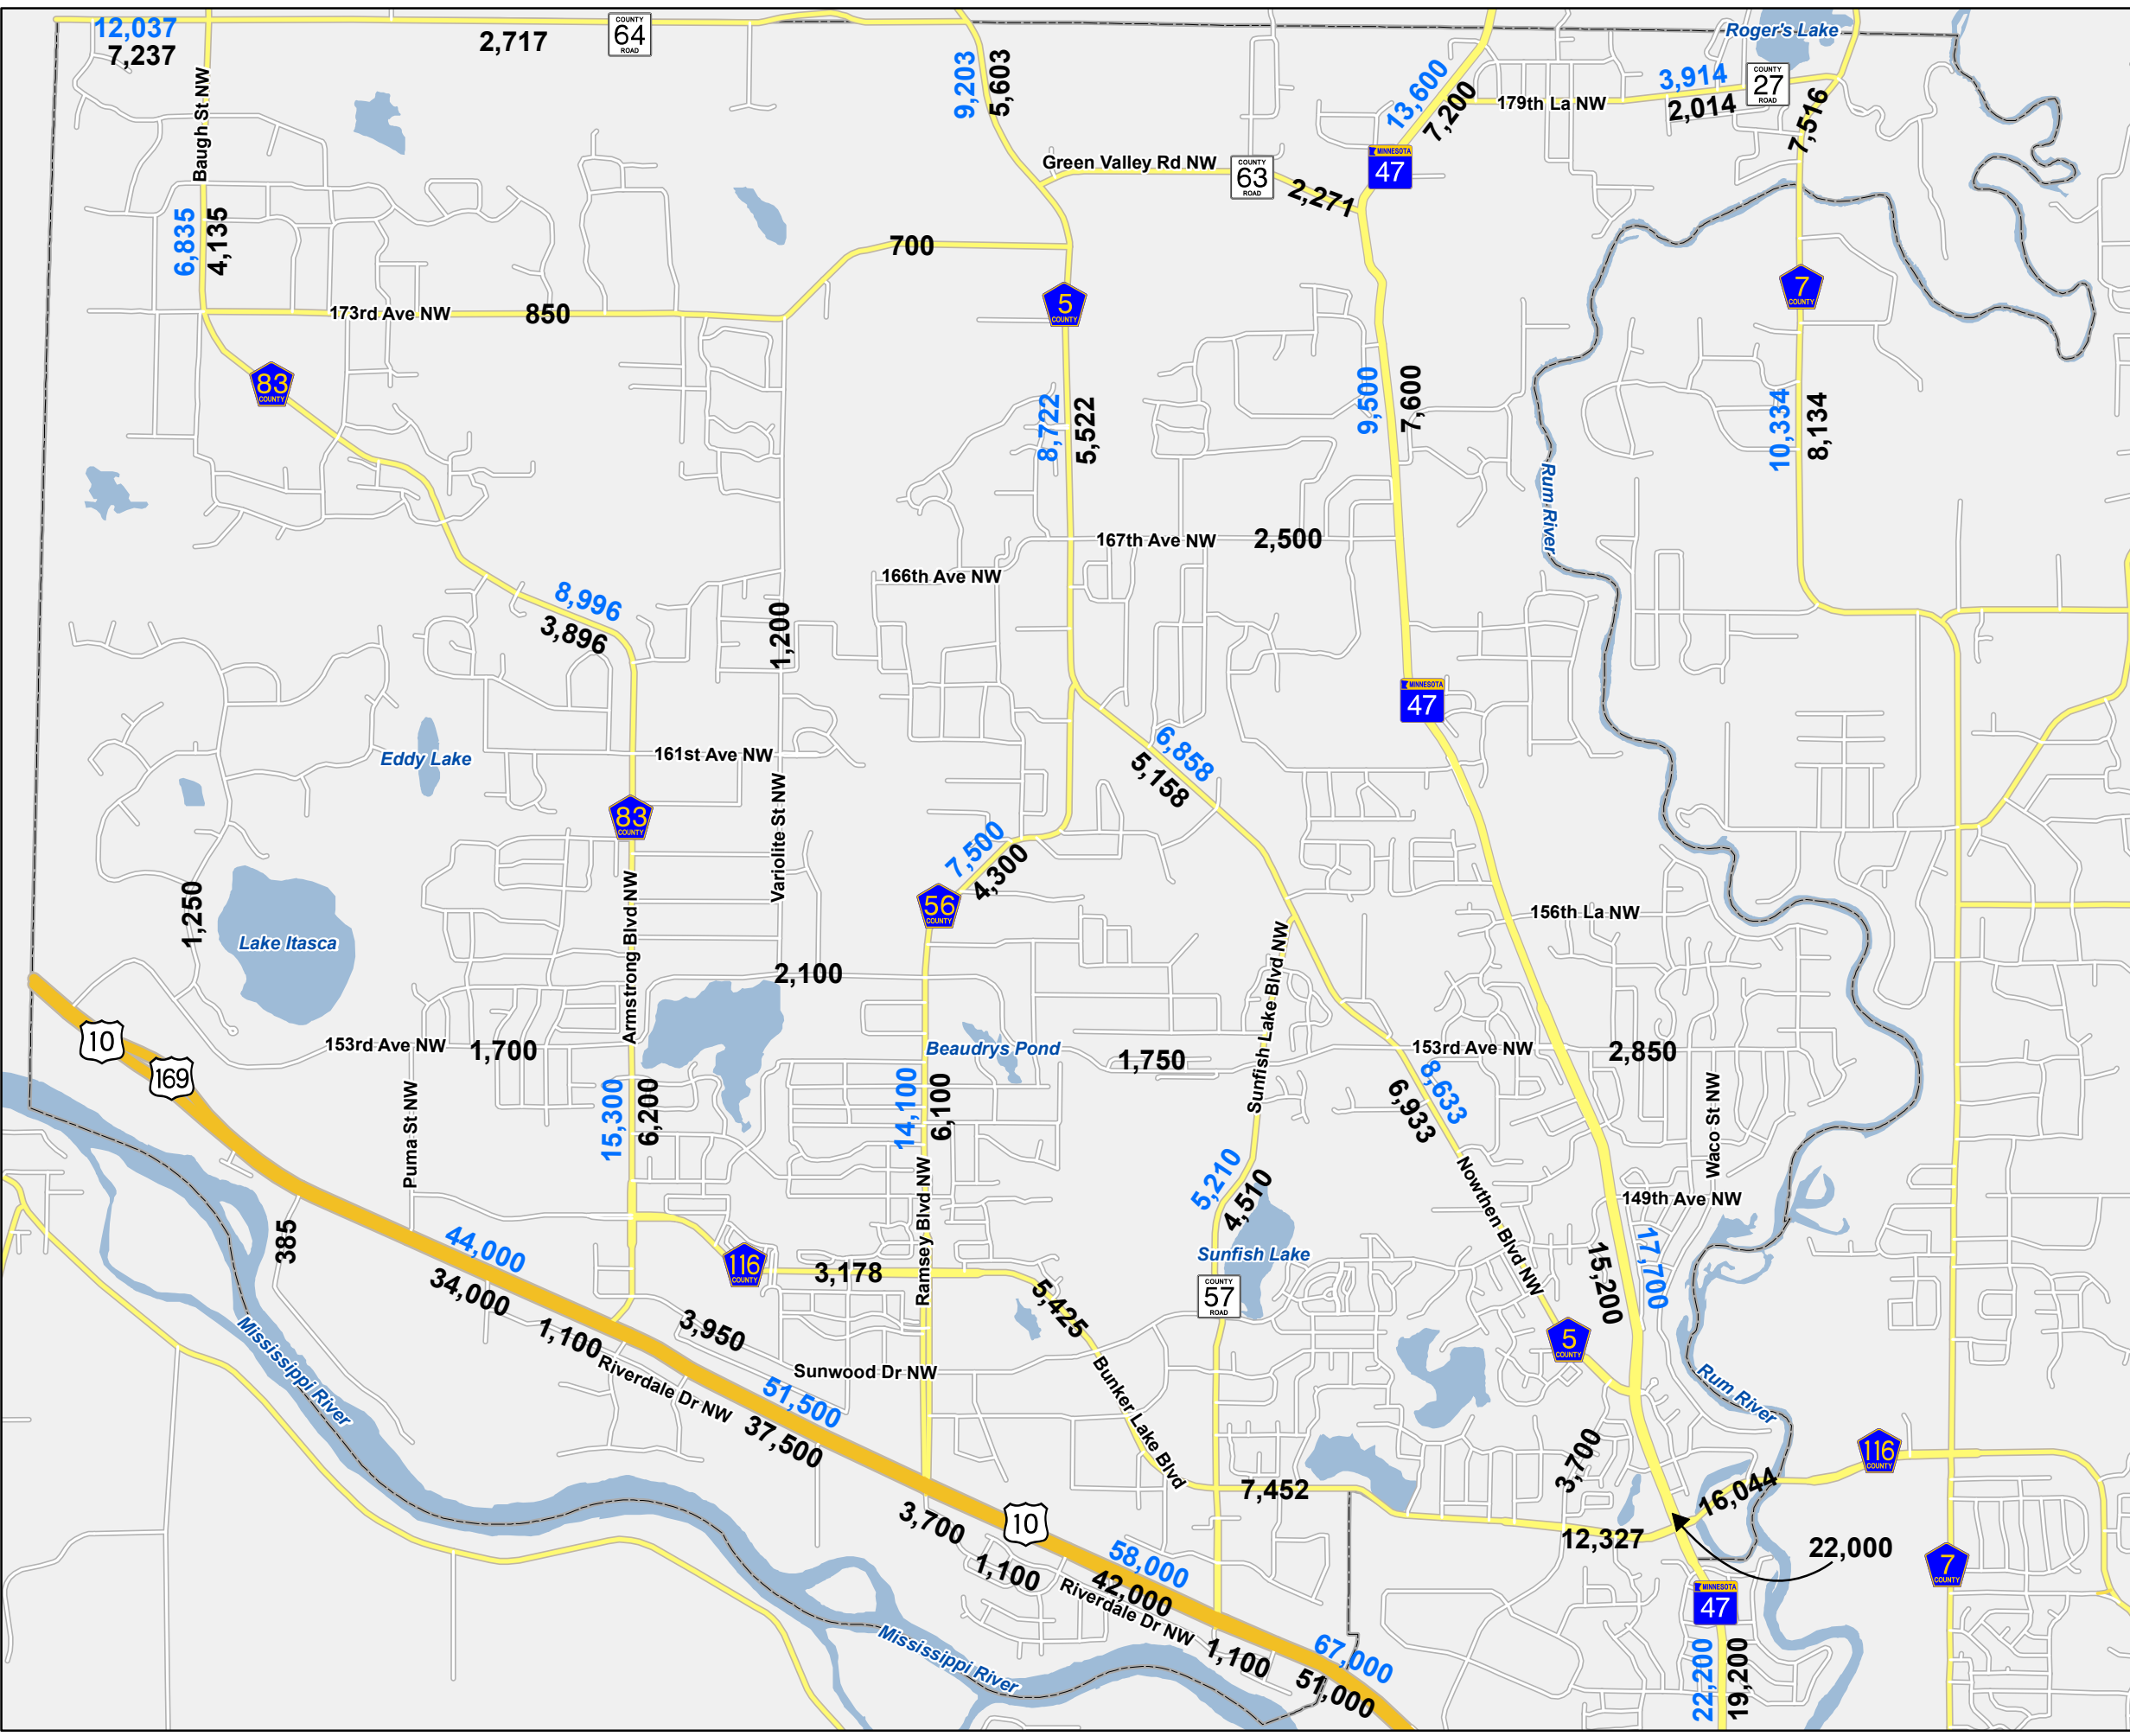 12,037
7,237
2,717
COUNTY
64
ROAD
9,203
5,603
Roger's Lake
13,600
7,200
3,914
COUNTY
27
ROAD
179th La NW
2,014
7,516
Baugh St NW
Green Valley Rd NW
COUNTY
63
ROAD
2,271
MINNESOTA
47
6,835
4,135
700
173rd Ave NW
850
5
COUNTY
7
COUNTY
83
COUNTY
8,722
5,522
9,500
7,600
10,334
8,134
Rum River
167th Ave NW
2,500
166th Ave NW
8,996
3,896
1,200
MINNESOTA
47
Eddy Lake
161st Ave NW
6,858
5,158
83
COUNTY
Variolite St NW
7,500
4,300
56
COUNTY
1,250
Lake Itasca
Armstrong Blvd NW
156th La NW
2,100
Sunfish Lake Blvd NW
10
169
153rd Ave NW
1,700
Beaudrys Pond
1,750
153rd Ave NW
2,850
Puma St NW
15,300
6,200
14,100
6,100
8,633
6,933
Waco St NW
Ramsey Blvd NW
5,210
4,510
Nowthen Blvd NW
149th Ave NW
385
44,000
34,000
116
COUNTY
3,178
Sunfish Lake
COUNTY
57
ROAD
15,200
17,700
5,425
Mississippi River
1,100
3,950
Riverdale Dr NW
Sunwood Dr NW
5
COUNTY
51,500
37,500
Bunker Lake Blvd
Rum River
3,700
116
COUNTY
7,452
16,044
3,700
10
12,327
22,000
1,100
58,000
42,000
Riverdale Dr NW
7
COUNTY
MINNESOTA
47
Mississippi River
1,100
67,000
51,000
22,200
19,200